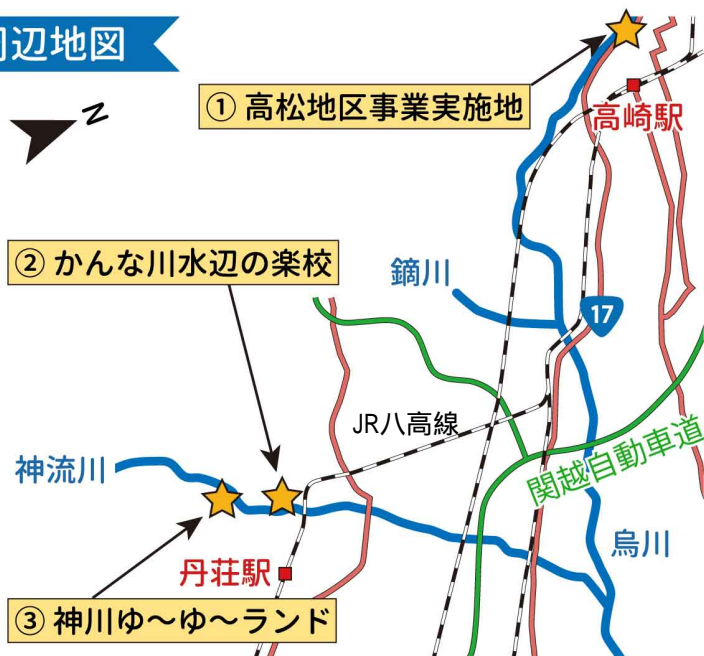 周辺地図
N
① 高松地区事業実施地
高崎駅
② かんな川水辺の楽校
鏑川
17
JR八高線
関越自動車道
神流川
烏川
丹荘駅
③ 神川ゆ～ゆ～ランド